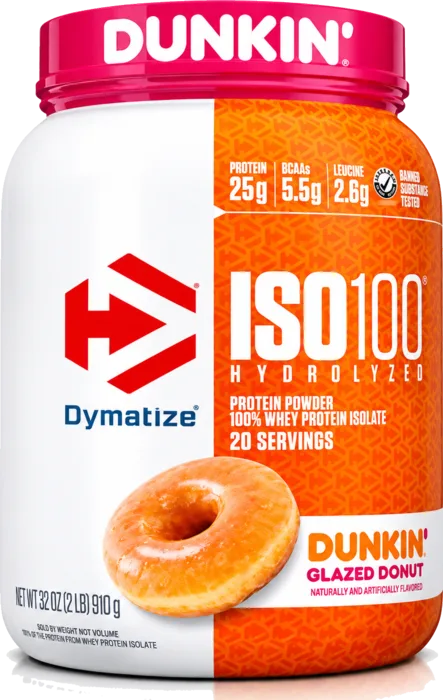 DUNKIN'®
PROTEIN 25g
BCAAs 5.5g
LEUCINE 2.6g
BANNED SUBSTANCE TESTED
ISO100®
HYDROLYZED
PROTEIN POWDER
100% WHEY PROTEIN ISOLATE
20 SERVINGS
Dymatize®
DUNKIN'
GLAZED DONUT
NATURALLY AND ARTIFICIALLY FLAVORED
NET WT 32 OZ (2 LB) 910 g
SOLD BY WEIGHT NOT VOLUME
100% OF THE PROTEIN FROM WHEY PROTEIN ISOLATE